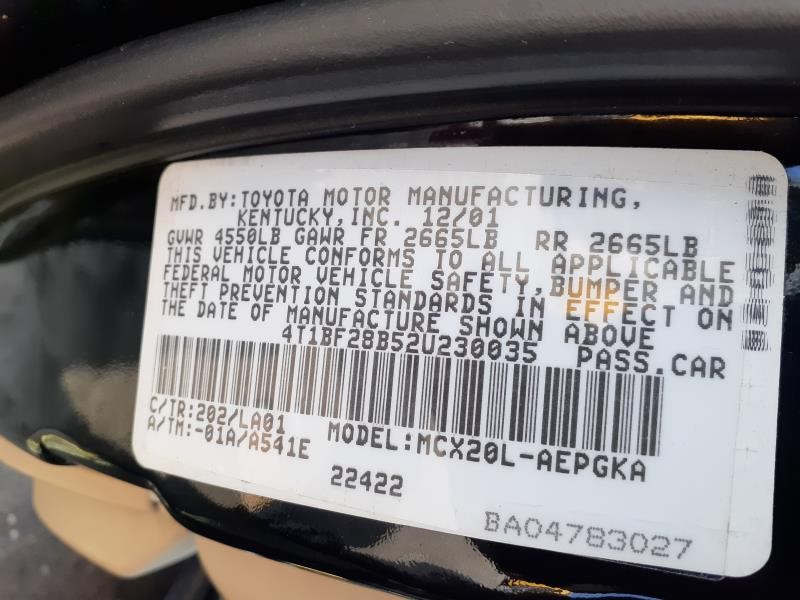 MFD.BY:TOYOTA MOTOR MANUFACTURING,
KENTUCKY,INC. 12/01
GVWR 4550LB GAWR FR 2665LB RR 2665LB
THIS VEHICLE CONFORMS TO ALL APPLICABLE
FEDERAL MOTOR VEHICLE SAFETY,BUMPER AND
THEFT PREVENTION STANDARDS IN EFFECT ON
THE DATE OF MANUFACTURE SHOWN ABOVE
4T1BF28B52U230035 PASS.CAR
C/TR:202/LA01
A/TM:-01A/A541E MODEL:MCX20L-AEPGKA
22422
BA04783027